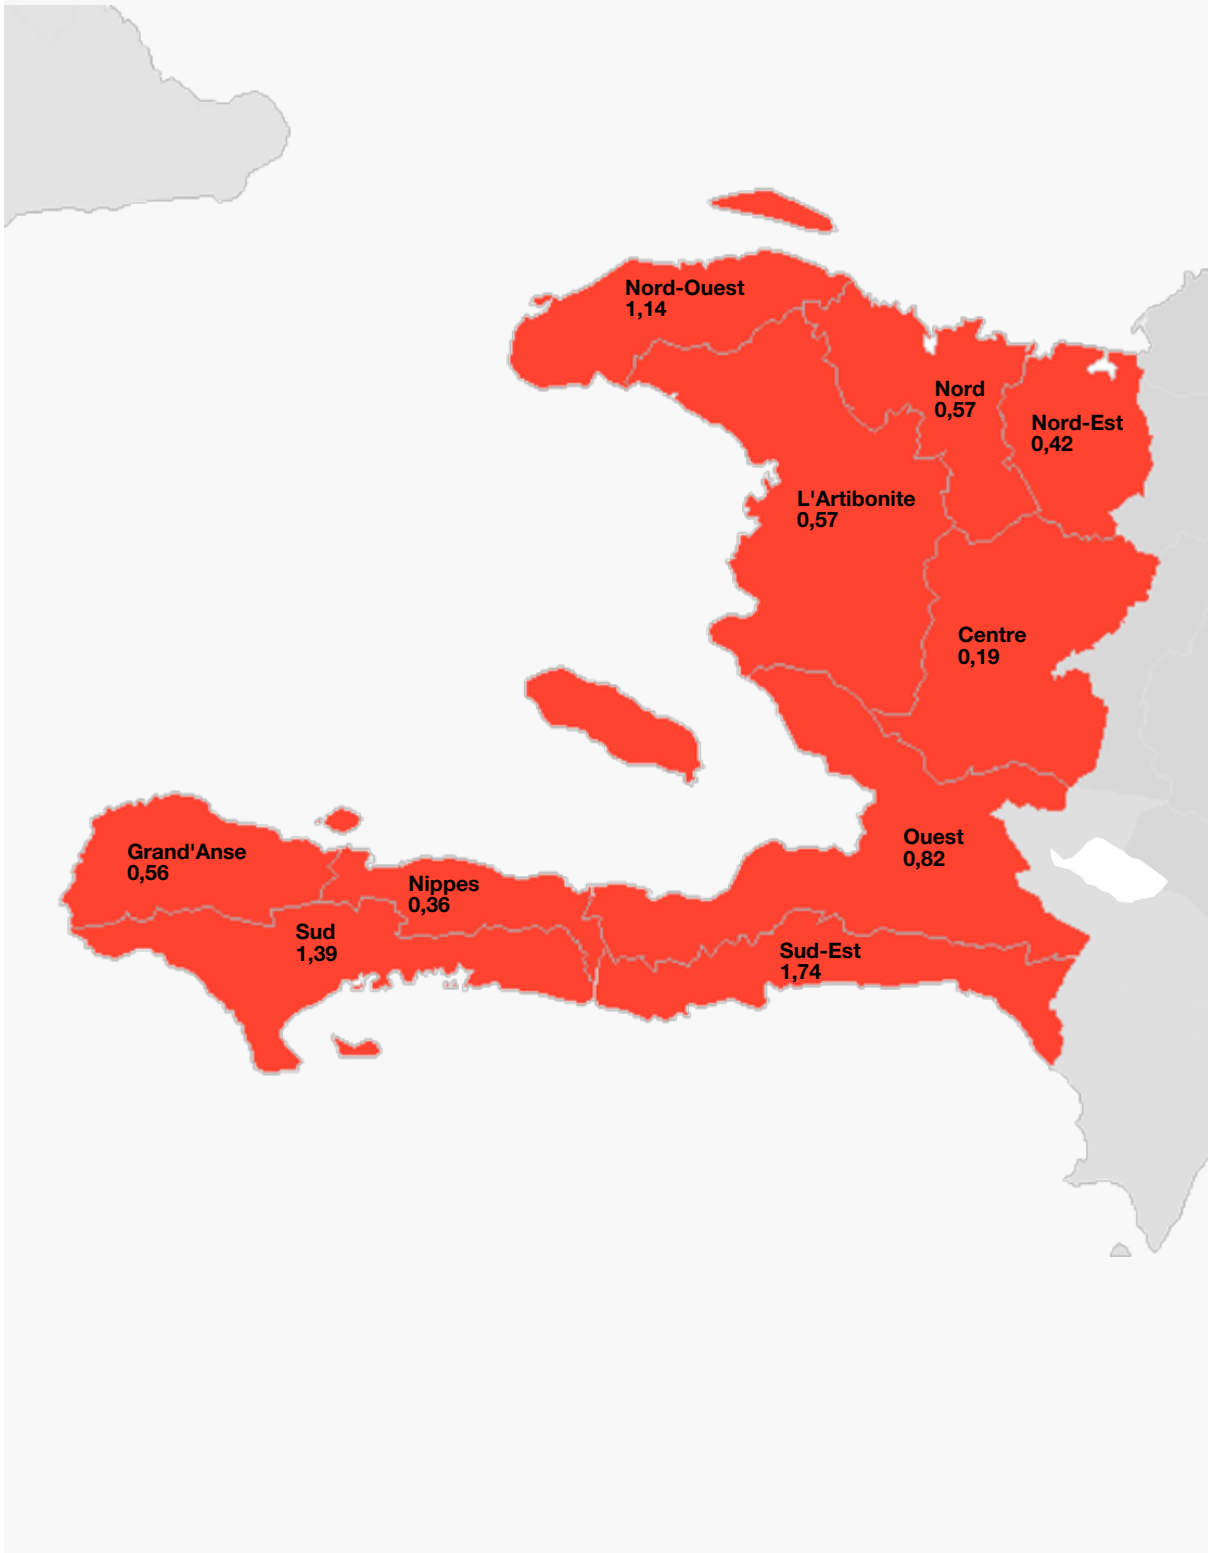 Nord-Ouest
1,14
Nord
0,57
Nord-Est
0,42
L'Artibonite
0,57
Centre
0,19
Ouest
0,82
Grand'Anse
0,56
Nippes
0,36
Sud
1,39
Sud-Est
1,74